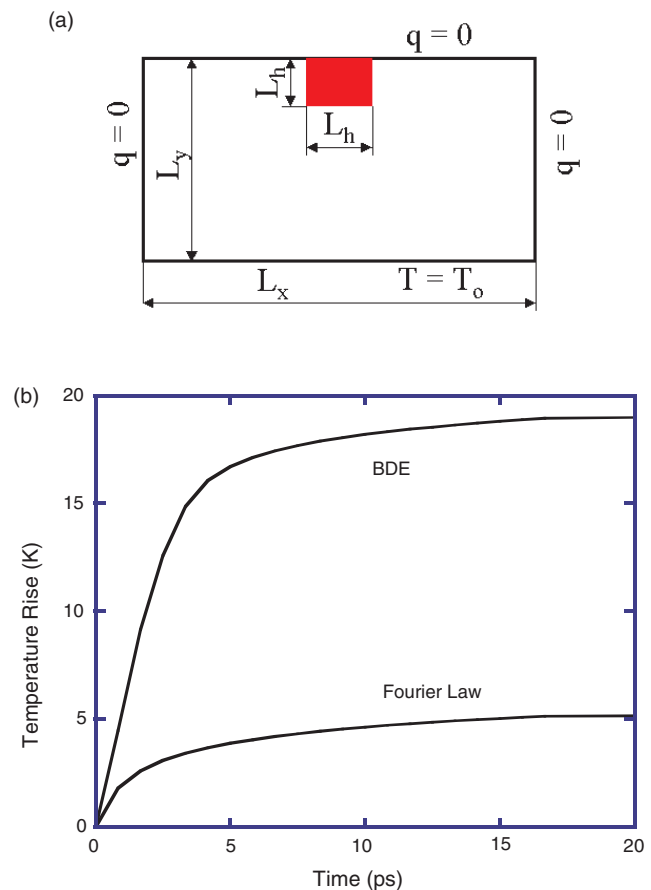 (a)
q = 0
L_h
L_h
q = 0
L_y
q = 0
L_x
T = T_o
(b)
20
15
10
5
0
Temperature Rise (K)
BDE
Fourier Law
0
5
10
15
20
Time (ps)